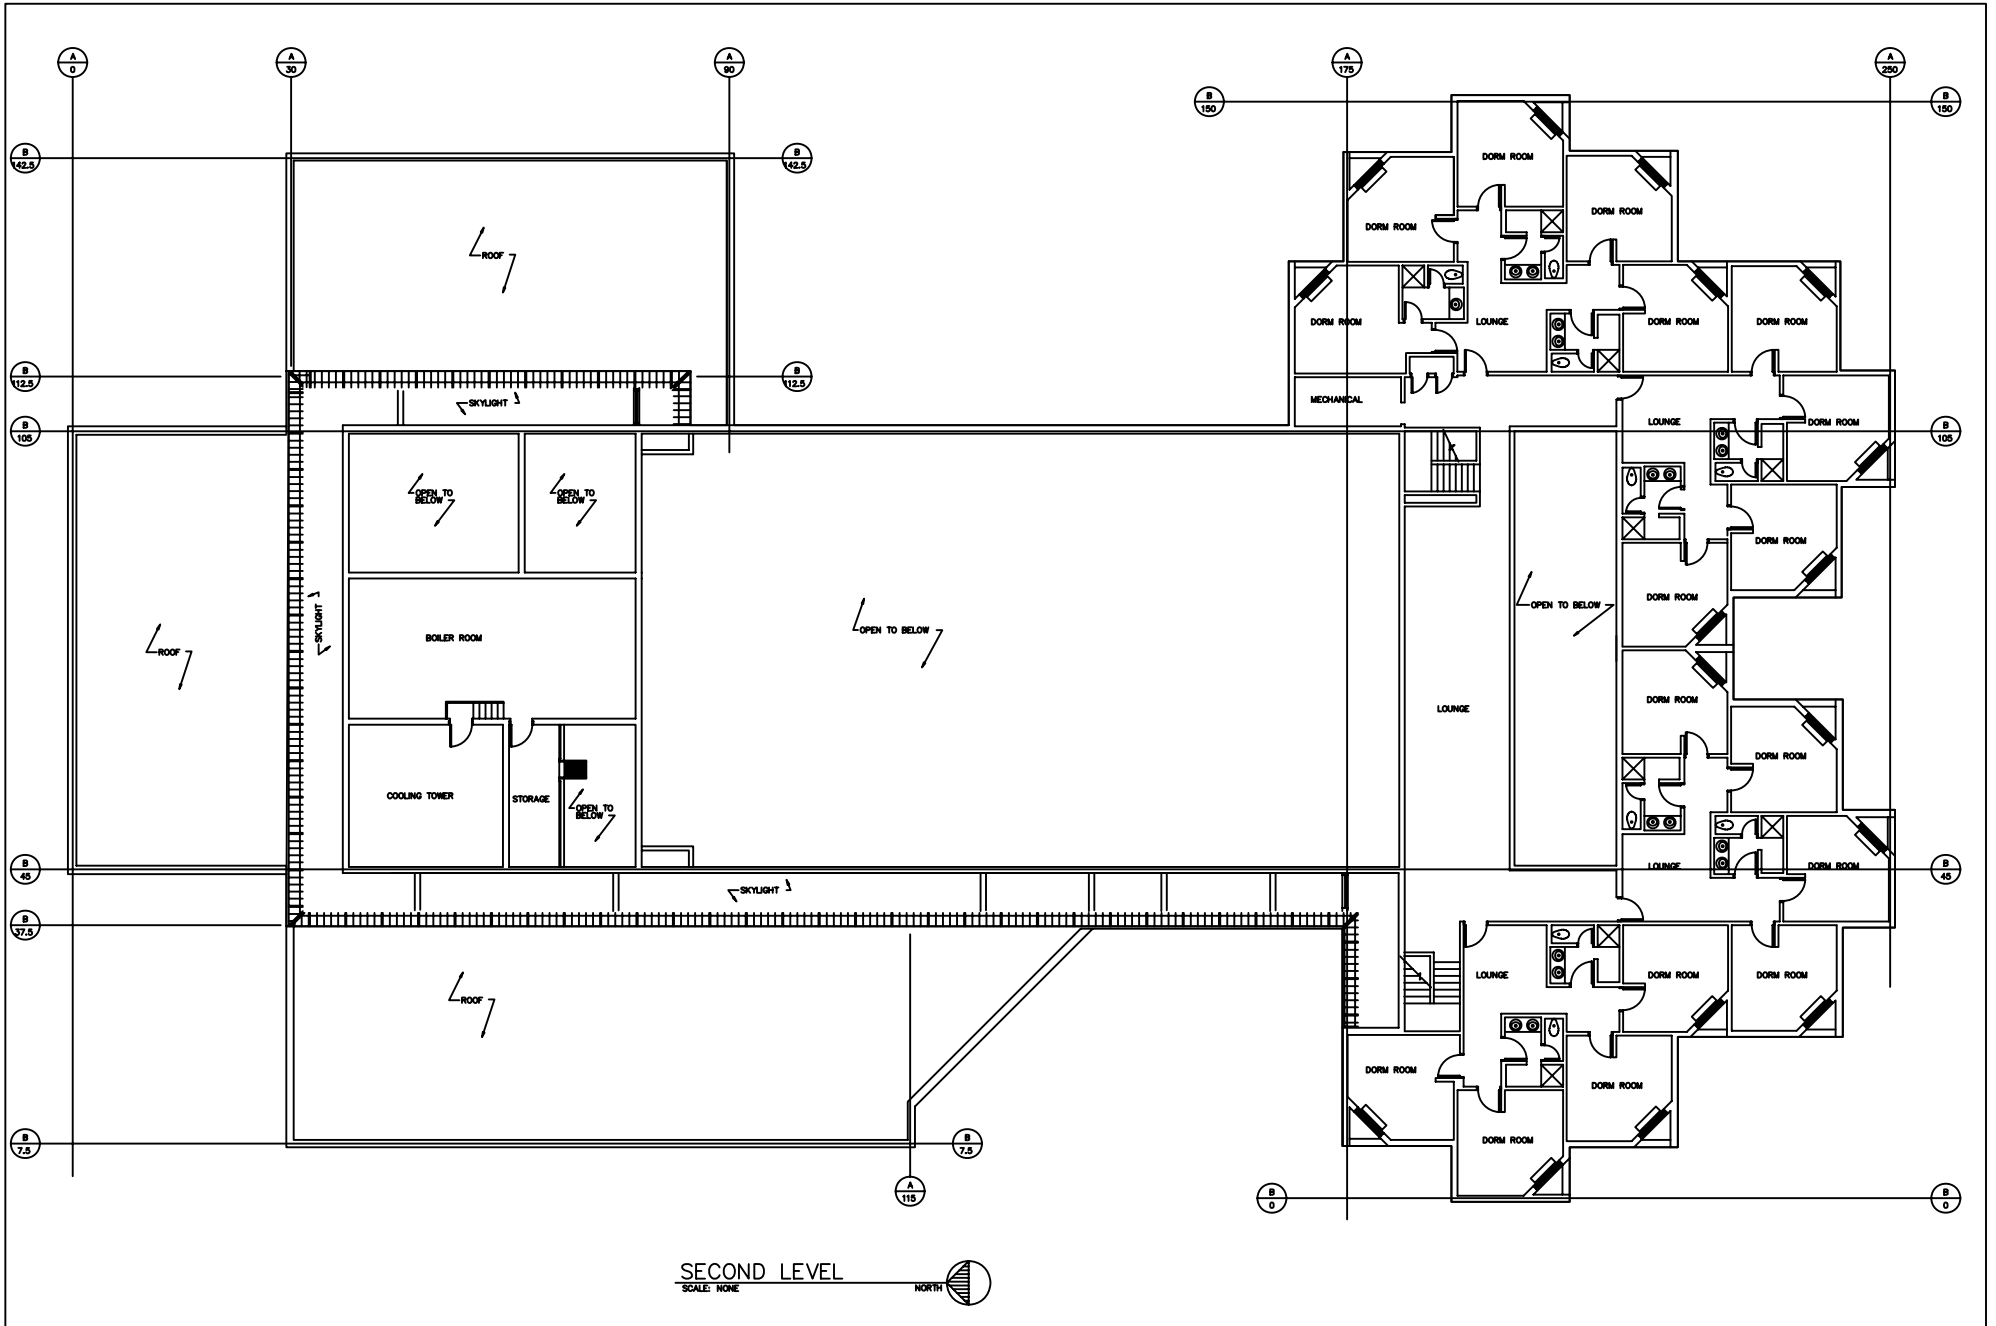 A
0
A
30
A
90
A
175
A
250
B
150
B
150
B
142.5
B
142.5
DORM ROOM
DORM ROOM
DORM ROOM
ROOF
DORM ROOM
LOUNGE
DORM ROOM
DORM ROOM
B
112.5
B
112.5
SKYLIGHT
MECHANICAL
LOUNGE
DORM ROOM
B
105
B
105
OPEN TO
BELOW
OPEN TO
BELOW
DORM ROOM
DORM ROOM
SKYLIGHT
OPEN TO BELOW
OPEN TO BELOW
BOILER ROOM
ROOF
DORM ROOM
LOUNGE
DORM ROOM
COOLING TOWER
STORAGE
OPEN TO
BELOW
LOUNGE
DORM ROOM
B
45
B
45
SKYLIGHT
B
37.5
LOUNGE
DORM ROOM
DORM ROOM
ROOF
DORM ROOM
DORM ROOM
DORM ROOM
B
7.5
B
7.5
A
115
B
0
B
0
SECOND LEVEL
SCALE: NONE
NORTH